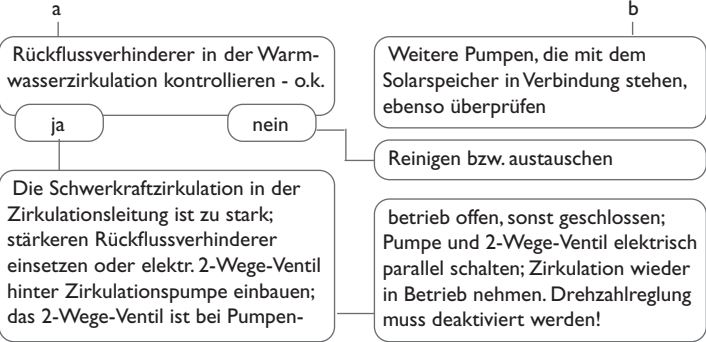 a
Rückflussverhinderer in der Warm-
wasserzirkulation kontrollieren - o.k.
ja
nein
Die Schwerkraftzirkulation in der
Zirkulationsleitung ist zu stark;
stärkeren Rückflussverhinderer
einsetzen oder elektr. 2-Wege-Ventil
hinter Zirkulationspumpe einbauen;
das 2-Wege-Ventil ist bei Pumpen-
b
Weitere Pumpen, die mit dem
Solarspeicher in Verbindung stehen,
ebenso überprüfen
Reinigen bzw. austauschen
betrieb offen, sonst geschlossen;
Pumpe und 2-Wege-Ventil elektrisch
parallel schalten; Zirkulation wieder
in Betrieb nehmen. Drehzahlreglung
muss deaktiviert werden!